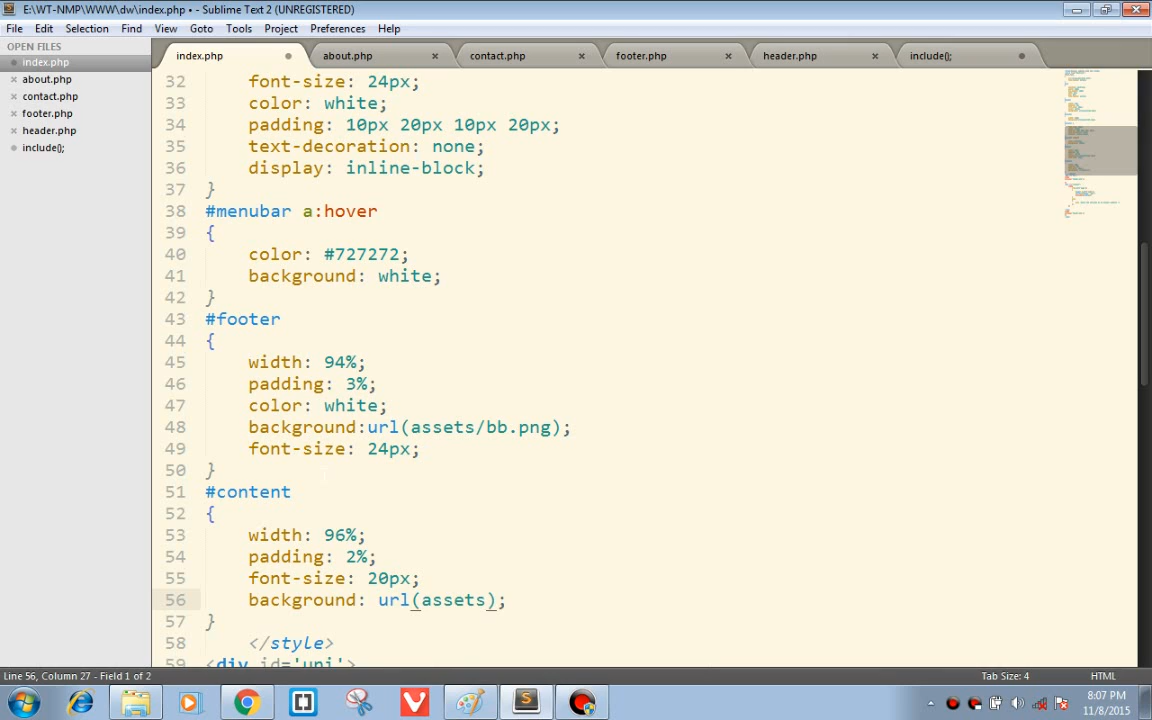 E:\WT-NMP\WWW\dw\index.php • - Sublime Text 2 (UNREGISTERED)
File Edit Selection Find View Goto Tools Project Preferences Help
OPEN FILES
index.php
about.php
contact.php
footer.php
header.php
include();
index.php about.php contact.php footer.php header.php include();
32 font-size: 24px;
33 color: white;
34 padding: 10px 20px 10px 20px;
35 text-decoration: none;
36 display: inline-block;
37 }
38 #menubar a:hover
39 {
40 color: #727272;
41 background: white;
42 }
43 #footer
44 {
45 width: 94%;
46 padding: 3%;
47 color: white;
48 background:url(assets/bb.png);
49 font-size: 24px;
50 }
51 #content
52 {
53 width: 96%;
54 padding: 2%;
55 font-size: 20px;
56 background: url(assets);
57 }
58 </style>
59 <div id='uni'>
Line 56, Column 27 - Field 1 of 2 Tab Size: 4 HTML
8:07 PM
11/8/2015